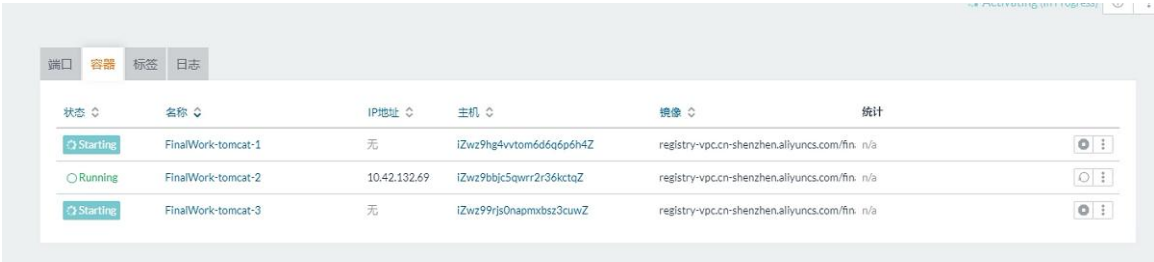 Activating (In Progress)
端口 容器 标签 日志
状态 名称 IP地址 主机 镜像 统计
Starting FinalWork-tomcat-1 无 iZwz9hg4vvtom6d6q6p6h4Z registry-vpc.cn-shenzhen.aliyuncs.com/fin n/a
Running FinalWork-tomcat-2 10.42.132.69 iZwz9bbjc5qwrr2r36kctqZ registry-vpc.cn-shenzhen.aliyuncs.com/fin n/a
Starting FinalWork-tomcat-3 无 iZwz99rjs0napmxbsz3cuwZ registry-vpc.cn-shenzhen.aliyuncs.com/fin n/a